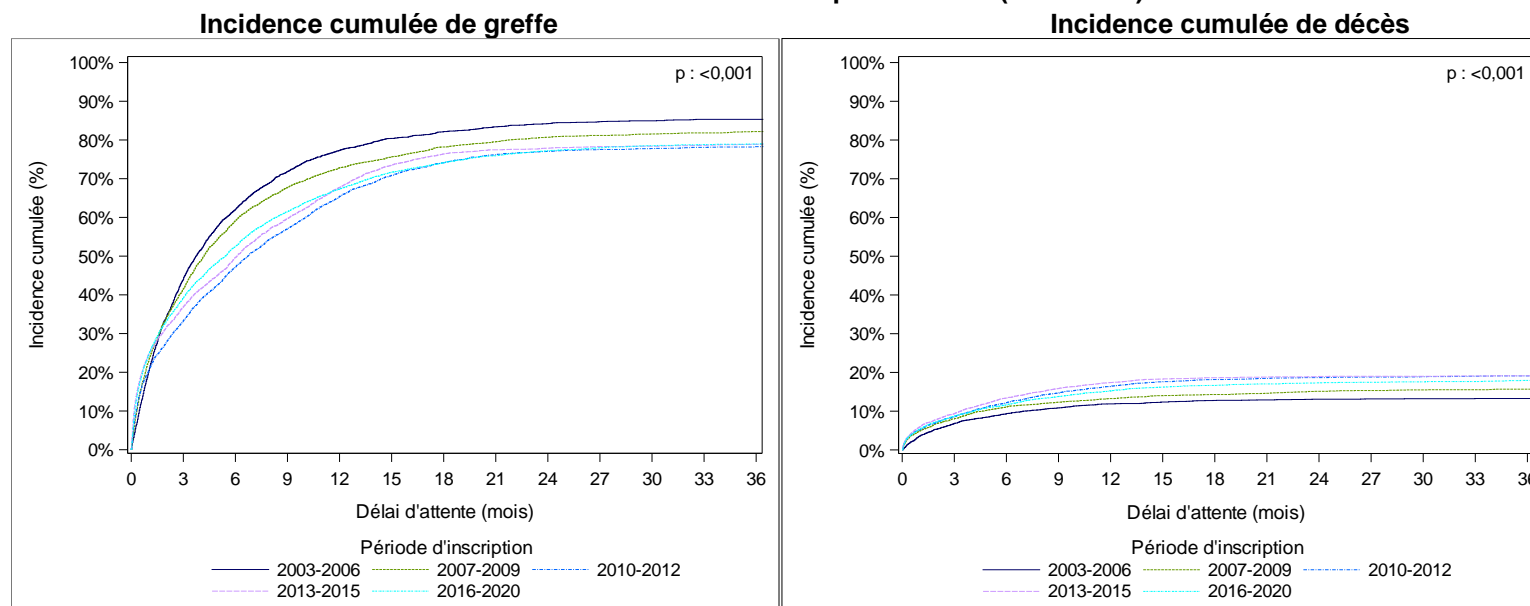 Incidence cumulée de greffe
p : <0,001
Incidence cumulée (%)
100%
90%
80%
70%
60%
50%
40%
30%
20%
10%
0%
0 3 6 9 12 15 18 21 24 27 30 33 36
Délai d'attente (mois)
Période d'inscription
2003-2006 2007-2009 2010-2012
2013-2015 2016-2020
Incidence cumulée de décès
p : <0,001
Incidence cumulée (%)
100%
90%
80%
70%
60%
50%
40%
30%
20%
10%
0%
0 3 6 9 12 15 18 21 24 27 30 33 36
Délai d'attente (mois)
Période d'inscription
2003-2006 2007-2009 2010-2012
2013-2015 2016-2020